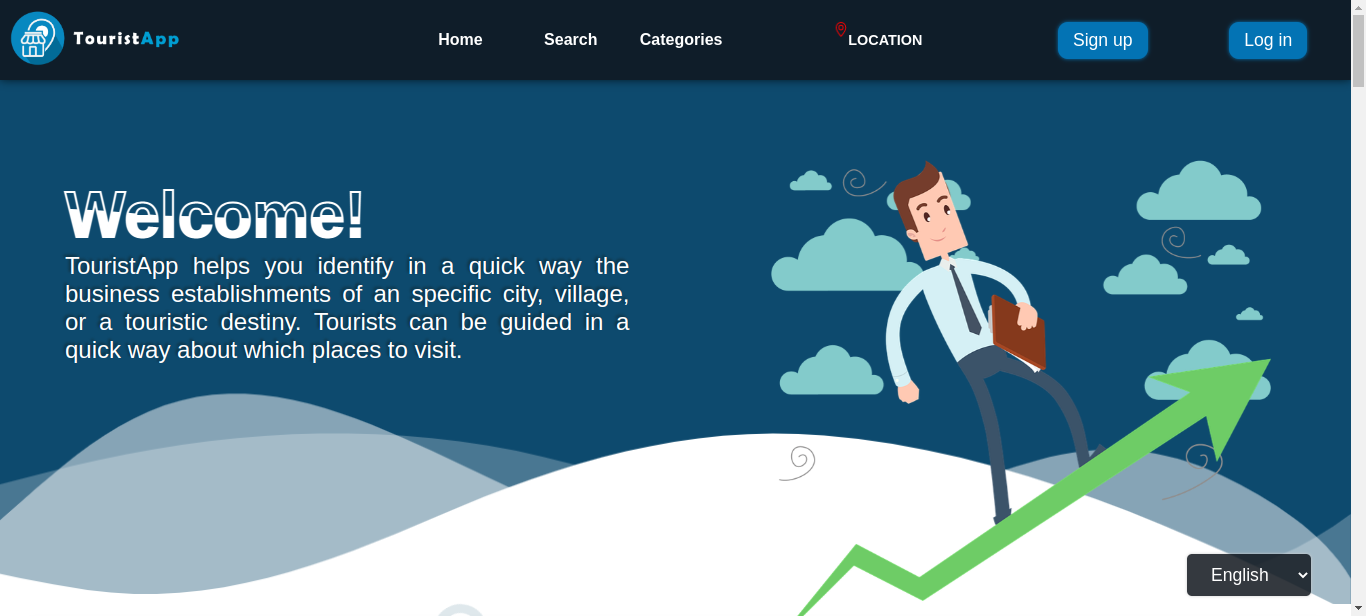 TouristApp
Home
Search
Categories
LOCATION
Sign up
Log in
Welcome!
TouristApp helps you identify in a quick way the
business establishments of an specific city, village,
or a touristic destiny. Tourists can be guided in a
quick way about which places to visit.
English